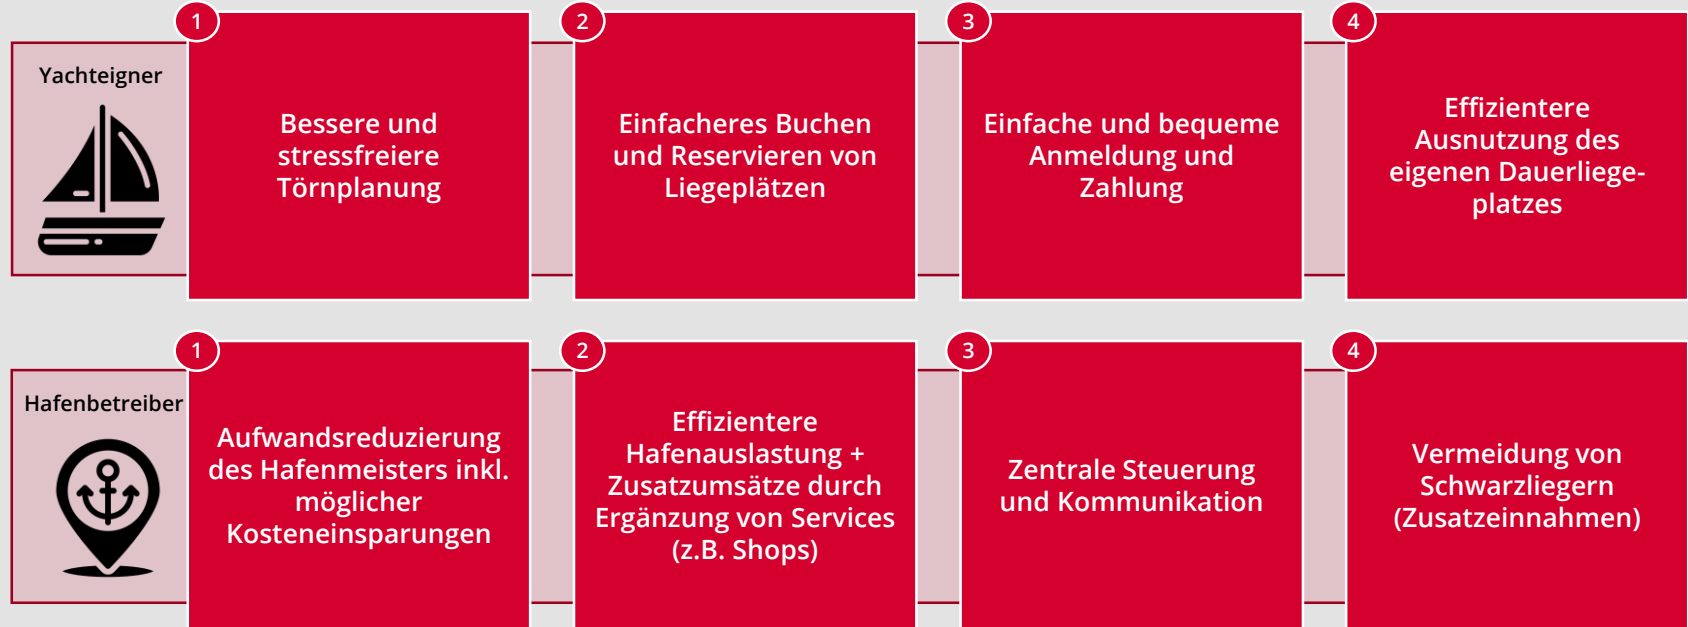 Yachteigner
1
Bessere und
stressfreiere
Törnplanung
2
Einfacheres Buchen
und Reservieren von
Liegeplätzen
3
Einfache und bequeme
Anmeldung und
Zahlung
4
Effizientere
Ausnutzung des
eigenen Dauerliege-
platzes
Hafenbetreiber
1
Aufwandsreduzierung
des Hafenmeisters inkl.
möglicher
Kosteneinsparungen
2
Effizientere
Hafenauslastung +
Zusatzumsätze durch
Ergänzung von Services
(z.B. Shops)
3
Zentrale Steuerung
und Kommunikation
4
Vermeidung von
Schwarzliegern
(Zusatzeinnahmen)